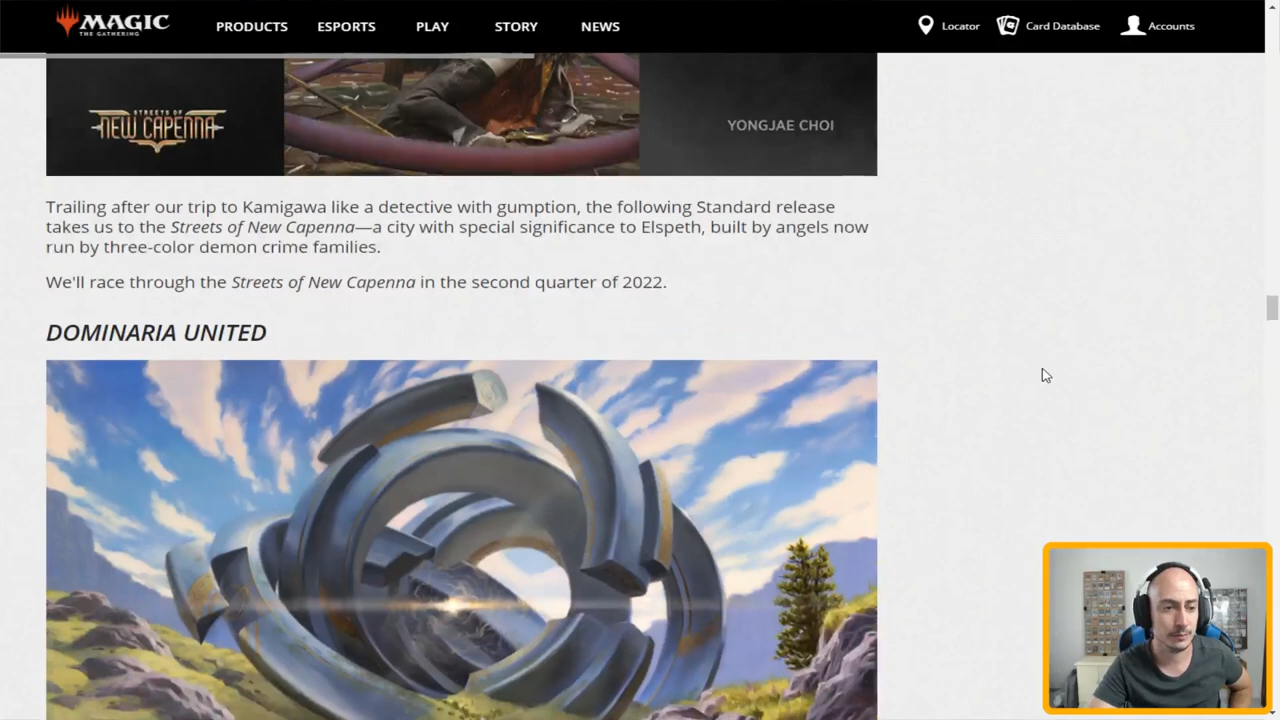 MAGIC
THE GATHERING
PRODUCTS ESPORTS PLAY STORY NEWS
Locator Card Database Accounts
STREETS OF
NEW CAPENNA
YONGJAE CHOI
Trailing after our trip to Kamigawa like a detective with gumption, the following Standard release
takes us to the Streets of New Capenna—a city with special significance to Elspeth, built by angels now
run by three-color demon crime families.
We'll race through the Streets of New Capenna in the second quarter of 2022.
DOMINARIA UNITED